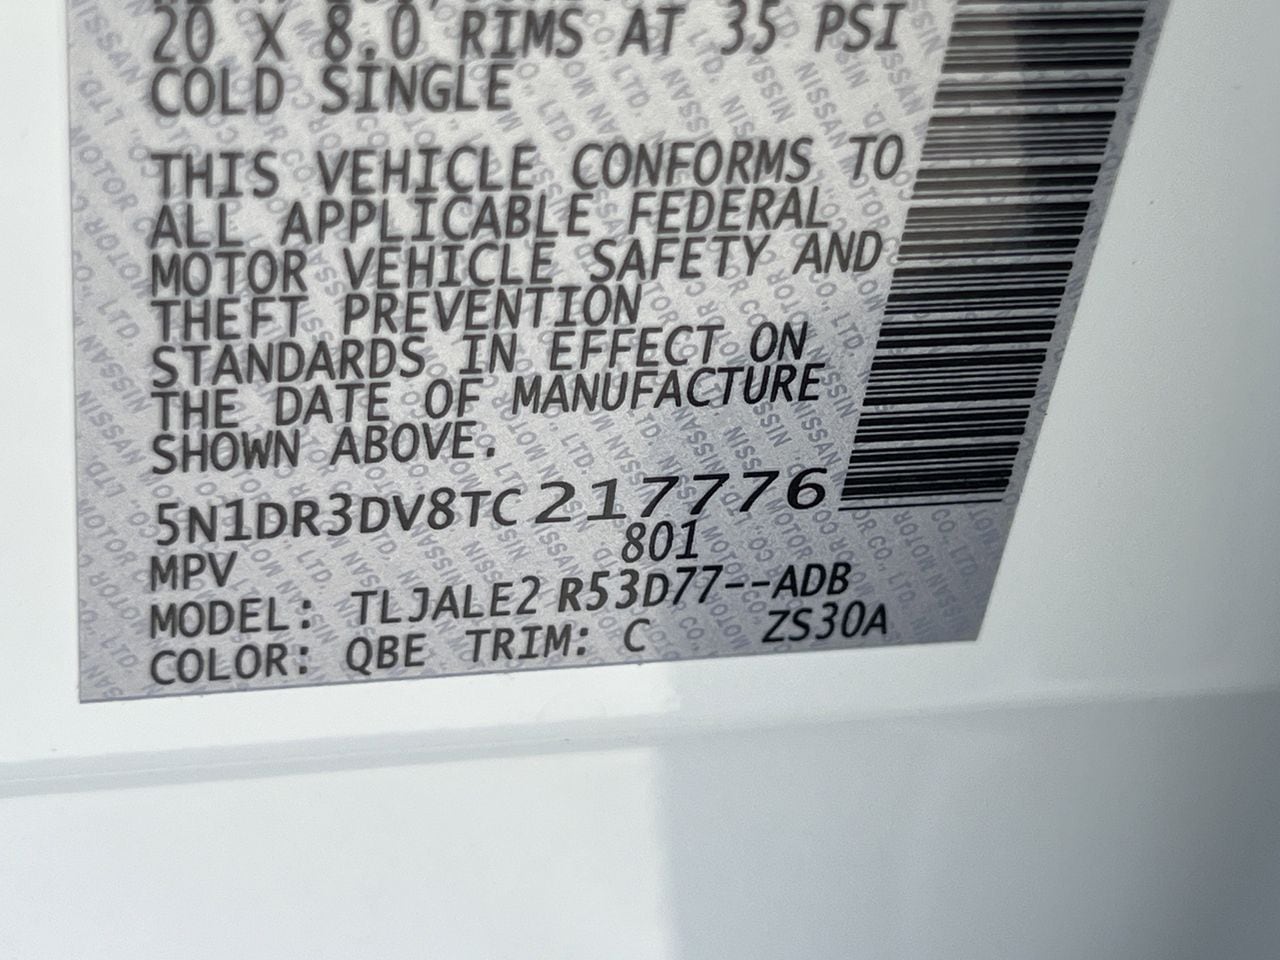 20 X 8.0 RIMS AT 35 PSI
COLD SINGLE
THIS VEHICLE CONFORMS TO
ALL APPLICABLE FEDERAL
MOTOR VEHICLE SAFETY AND
THEFT PREVENTION
STANDARDS IN EFFECT ON
THE DATE OF MANUFACTURE
SHOWN ABOVE.
5N1DR3DV8TC217776
MPV 801
MODEL: TLJALE2 R53D77--ADB
COLOR: QBE TRIM: C ZS30A